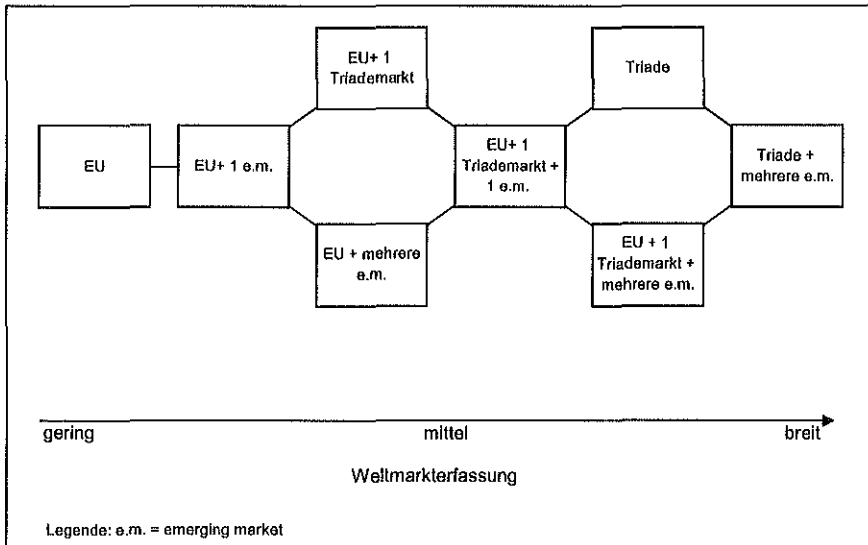 EU
EU+ 1 e.m.
EU+ 1
Triademarkt
EU + mehrere
e.m.
EU+ 1
Triademarkt +
1 e.m.
Triade
EU + 1
Triademarkt +
mehrere e.m.
Triade +
mehrere e.m.
gering
mittel
breit
Weltmarkterfassung
Legende: e.m. = emerging market